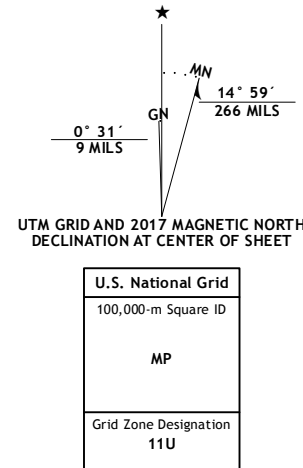 MN
GN
14° 59´
266 MILS
0° 31´
9 MILS
UTM GRID AND 2017 MAGNETIC NORTH
DECLINATION AT CENTER OF SHEET
U.S. National Grid
100,000-m Square ID
MP
Grid Zone Designation
11U